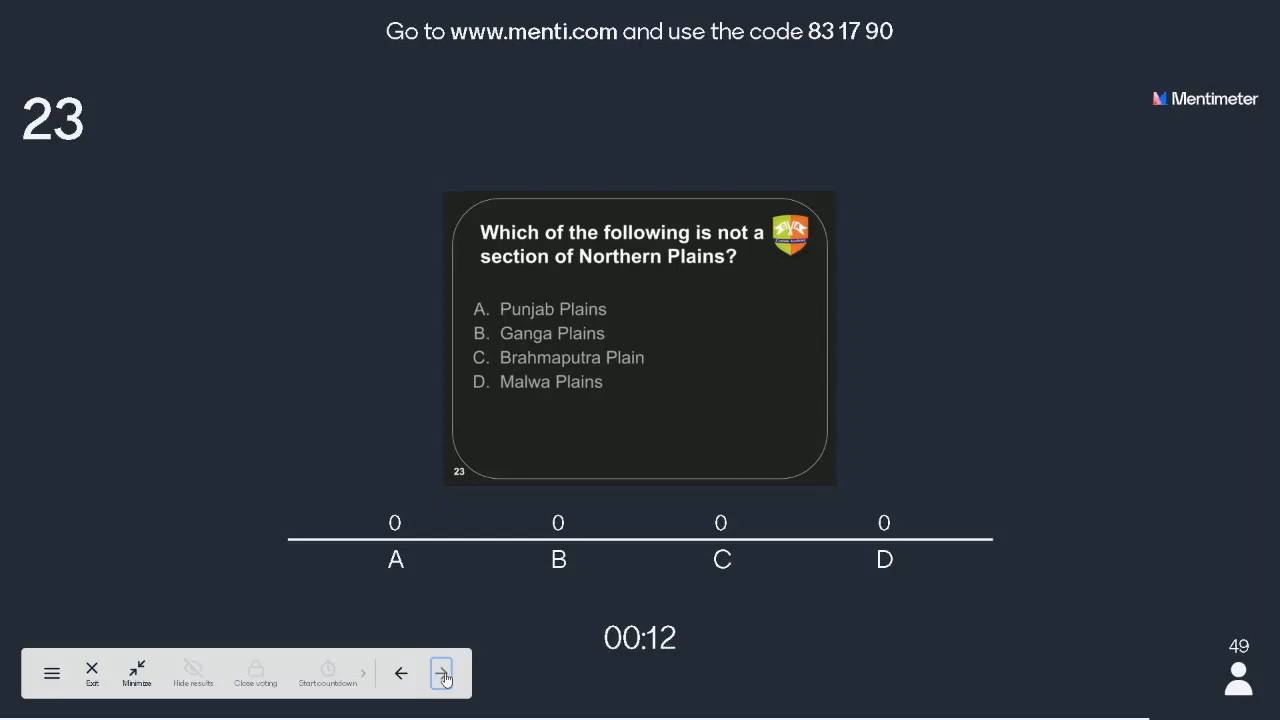 Go to www.menti.com and use the code 83 17 90
23
Mentimeter
Which of the following is not a
section of Northern Plains?
A. Punjab Plains
B. Ganga Plains
C. Brahmaputra Plain
D. Malwa Plains
23
0 0 0 0
A B C D
00:12
49
Exit Minimize Hide results Close voting Start countdown